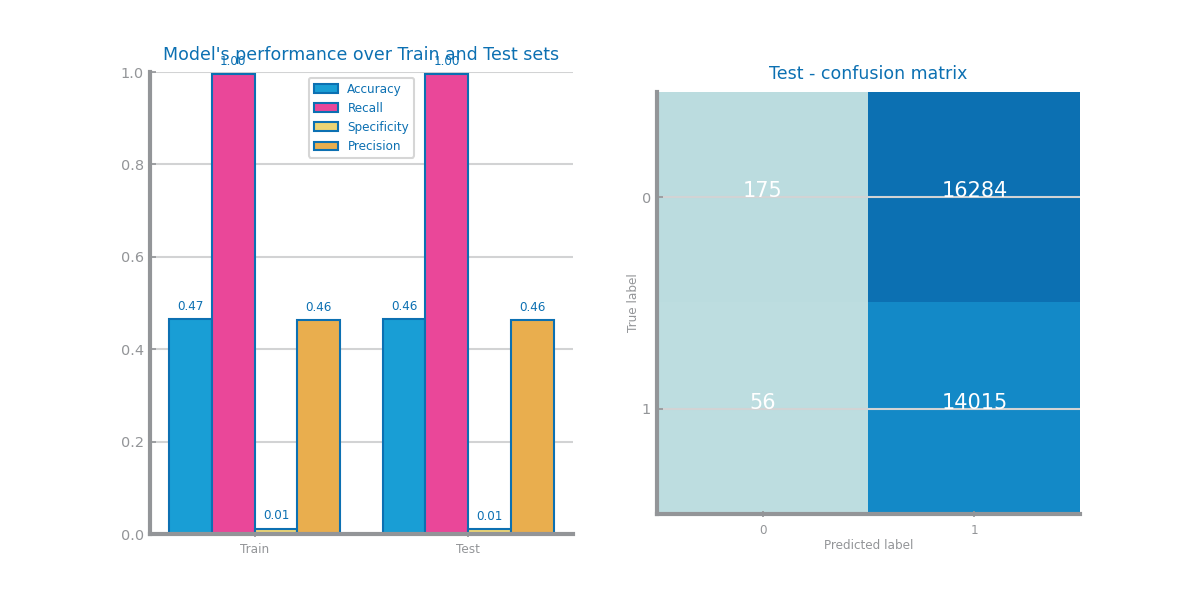 Model's performance over Train and Test sets
1.00
1.00
1.0
0.8
0.6
0.4
0.2
0.0
Accuracy
Recall
Specificity
Precision
0.47
0.01
0.46
0.46
0.01
0.46
Train
Test
Test - confusion matrix
True label
0
1
175
16284
56
14015
0
1
Predicted label